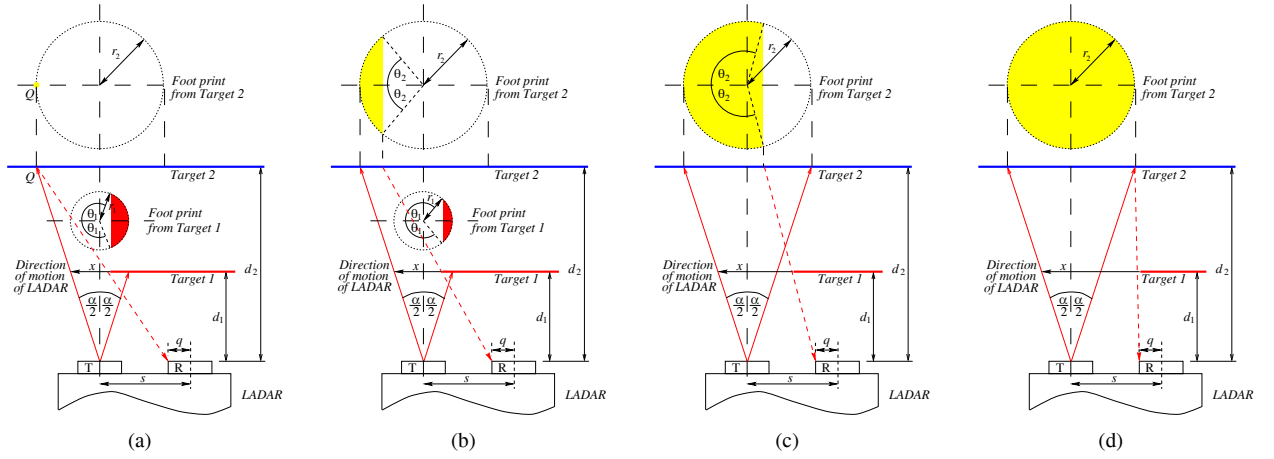 r2
Q
Foot print
from Target 2
Q
Target 2
r1
θ1
θ1
Foot print
from Target 1
d2
Direction
of motion
of LADAR
x
Target 1
α/2 α/2
d1
q
T
R
s
LADAR
(a)
r2
θ2
θ2
Foot print
from Target 2
Target 2
r1
θ1
θ1
Foot print
from Target 1
d2
Direction
of motion
of LADAR
x
Target 1
α/2 α/2
d1
q
T
R
s
LADAR
(b)
r2
θ2
θ2
Foot print
from Target 2
Target 2
d2
Direction
of motion
of LADAR
x
Target 1
α/2 α/2
d1
q
T
R
s
LADAR
(c)
r2
Foot print
from Target 2
Target 2
d2
Direction
of motion
of LADAR
x
Target 1
α/2 α/2
d1
q
T
R
s
LADAR
(d)